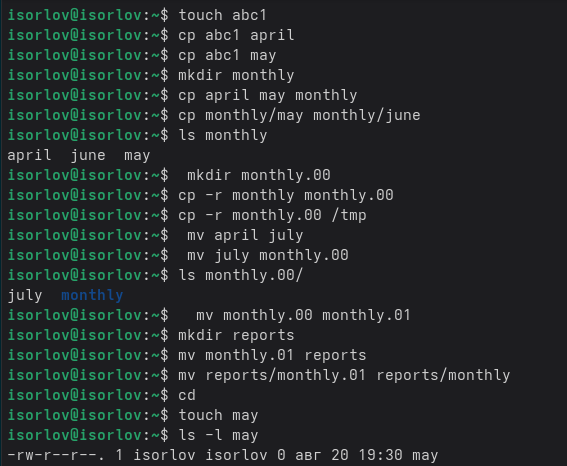 isorlov@isorlov:~$ touch abc1
isorlov@isorlov:~$ cp abc1 april
isorlov@isorlov:~$ cp abc1 may
isorlov@isorlov:~$ mkdir monthly
isorlov@isorlov:~$ cp april may monthly
isorlov@isorlov:~$ cp monthly/may monthly/june
isorlov@isorlov:~$ ls monthly
april  june  may
isorlov@isorlov:~$  mkdir monthly.00
isorlov@isorlov:~$ cp -r monthly monthly.00
isorlov@isorlov:~$ cp -r monthly.00 /tmp
isorlov@isorlov:~$  mv april july
isorlov@isorlov:~$  mv july monthly.00
isorlov@isorlov:~$ ls monthly.00/
july  monthly
isorlov@isorlov:~$   mv monthly.00 monthly.01
isorlov@isorlov:~$ mkdir reports
isorlov@isorlov:~$ mv monthly.01 reports
isorlov@isorlov:~$ mv reports/monthly.01 reports/monthly
isorlov@isorlov:~$ cd
isorlov@isorlov:~$ touch may
isorlov@isorlov:~$ ls -l may
-rw-r--r--. 1 isorlov isorlov 0 авг 20 19:30 may